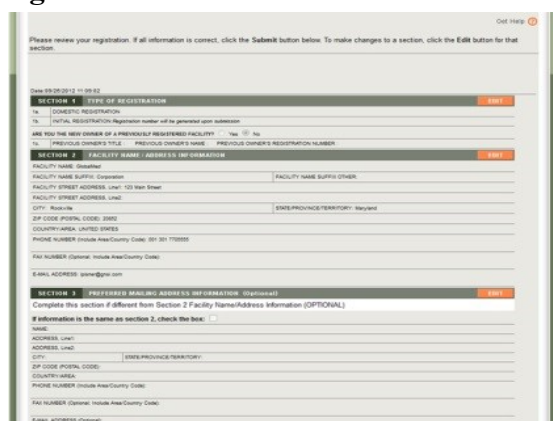 Get Help
Please review your registration. If all information is correct, click the Submit button below. To make changes to a section, click the Edit button for that
section.
SECTION 1 TYPE OF REGISTRATION EDIT
1a. DOMESTIC REGISTRATION
1b. INITIAL REGISTRATION Registration number will be generated upon submission
ARE YOU THE NEW OWNER OF A PREVIOUSLY REGISTERED FACILITY? Yes No
1c. PREVIOUS OWNER'S TITLE : PREVIOUS OWNER'S NAME : PREVIOUS OWNER'S REGISTRATION NUMBER :
SECTION 2 FACILITY NAME / ADDRESS INFORMATION EDIT
FACILITY NAME: GlobalMed
FACILITY NAME SUFFIX: Corporation FACILITY NAME SUFFIX OTHER:
FACILITY STREET ADDRESS, Line1: 123 Main Street
FACILITY STREET ADDRESS, Line2:
CITY: Rockville STATE/PROVINCE/TERRITORY: Maryland
ZIP CODE (POSTAL CODE): 20852
COUNTRY/AREA: UNITED STATES
PHONE NUMBER (Include Area/Country Code): 001 301 7705555
FAX NUMBER (Optional; Include Area/Country Code):
E-MAIL ADDRESS:
SECTION 3 PREFERRED MAILING ADDRESS INFORMATION (Optional) EDIT
Complete this section if different from Section 2 Facility Name/Address Information (OPTIONAL)
If information is the same as section 2, check the box:
NAME:
ADDRESS, Line1:
ADDRESS, Line2:
CITY: STATE/PROVINCE/TERRITORY:
ZIP CODE (POSTAL CODE):
COUNTRY/AREA:
PHONE NUMBER (Include Area/Country Code):
FAX NUMBER (Optional; Include Area/Country Code):
E-MAIL ADDRESS (Optional):